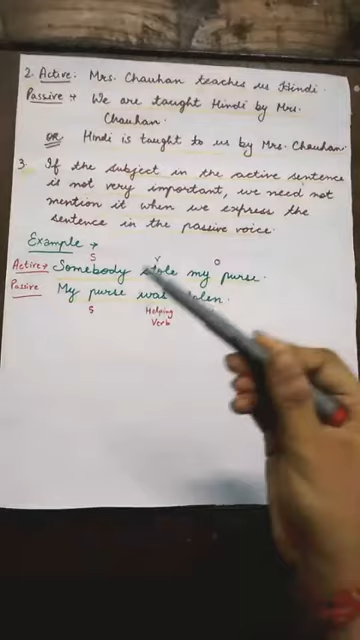 2. Active: Mrs. Chauhan teaches us Hindi.
Passive: We are taught Hindi by Mrs.
Chauhan.
OR Hindi is taught to us by Mrs. Chauhan
3 If the subject in the active sentence
is not very important, we need not
mention it when we express the
sentence in the passive voice.
Example →
S V O
Active→ Somebody stole my purse.
Passive My purse was stolen.
S Helping
Verb